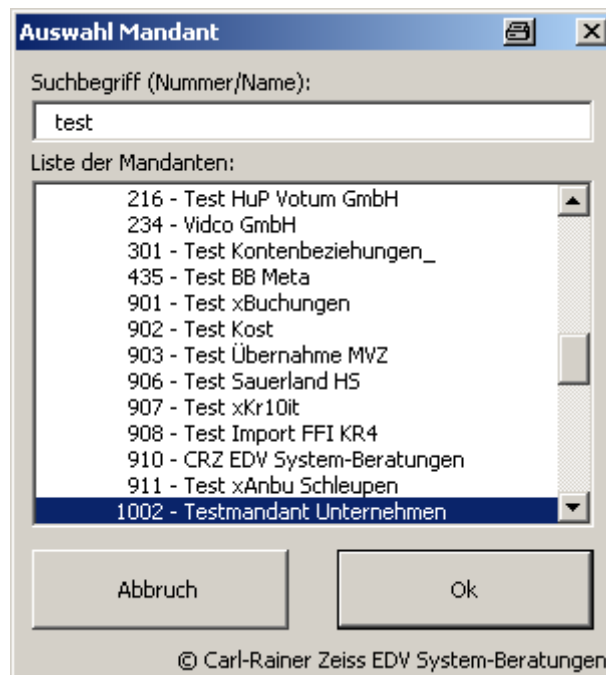 Auswahl Mandant
Suchbegriff (Nummer/Name):
test
Liste der Mandanten:
216 - Test HuP Votum GmbH
234 - Vidco GmbH
301 - Test Kontenbeziehungen_
435 - Test BB Meta
901 - Test xBuchungen
902 - Test Kost
903 - Test Übernahme MVZ
906 - Test Sauerland HS
907 - Test xKr10it
908 - Test Import FFI KR4
910 - CRZ EDV System-Beratungen
911 - Test xAnbu Schleupen
1002 - Testmandant Unternehmen
Abbruch
Ok
© Carl-Rainer Zeiss EDV System-Beratungen